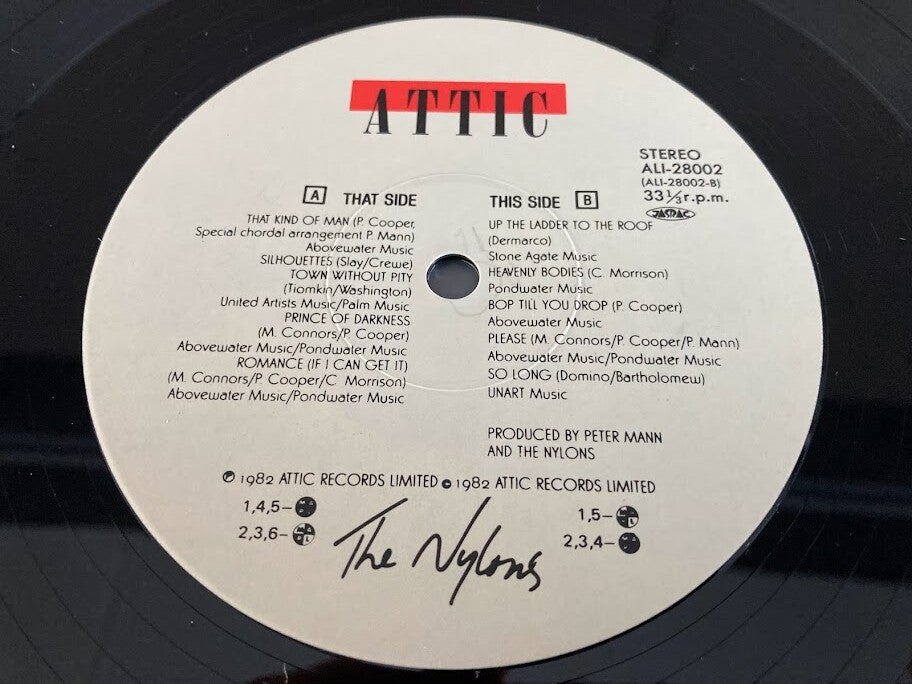 ATTIC
STEREO
ALI-28002
(ALI-28002-B)
33 1/3 r.p.m.
JASRAC
A THAT SIDE
THAT KIND OF MAN (P. Cooper,
Special chordal arrangement P. Mann)
Abovewater Music
SILHOUETTES (Slay/Crewe)
TOWN WITHOUT PITY
(Tiomkin/Washington)
United Artists Music/Palm Music
PRINCE OF DARKNESS
(M. Connors/P. Cooper)
Abovewater Music/Pondwater Music
ROMANCE (IF I CAN GET IT)
(M. Connors/P. Cooper/C. Morrison)
Abovewater Music/Pondwater Music
THIS SIDE B
UP THE LADDER TO THE ROOF
(Dermarco)
Stone Agate Music
HEAVENLY BODIES (C. Morrison)
Pondwater Music
BOP TILL YOU DROP (P. Cooper)
Abovewater Music
PLEASE (M. Connors/P. Cooper/P. Mann)
Abovewater Music/Pondwater Music
SO LONG (Domino/Bartholomew)
UNART Music
PRODUCED BY PETER MANN
AND THE NYLONS
℗ 1982 ATTIC RECORDS LIMITED © 1982 ATTIC RECORDS LIMITED
1,4,5–
2,3,6–
1,5–
2,3,4–
The Nylons